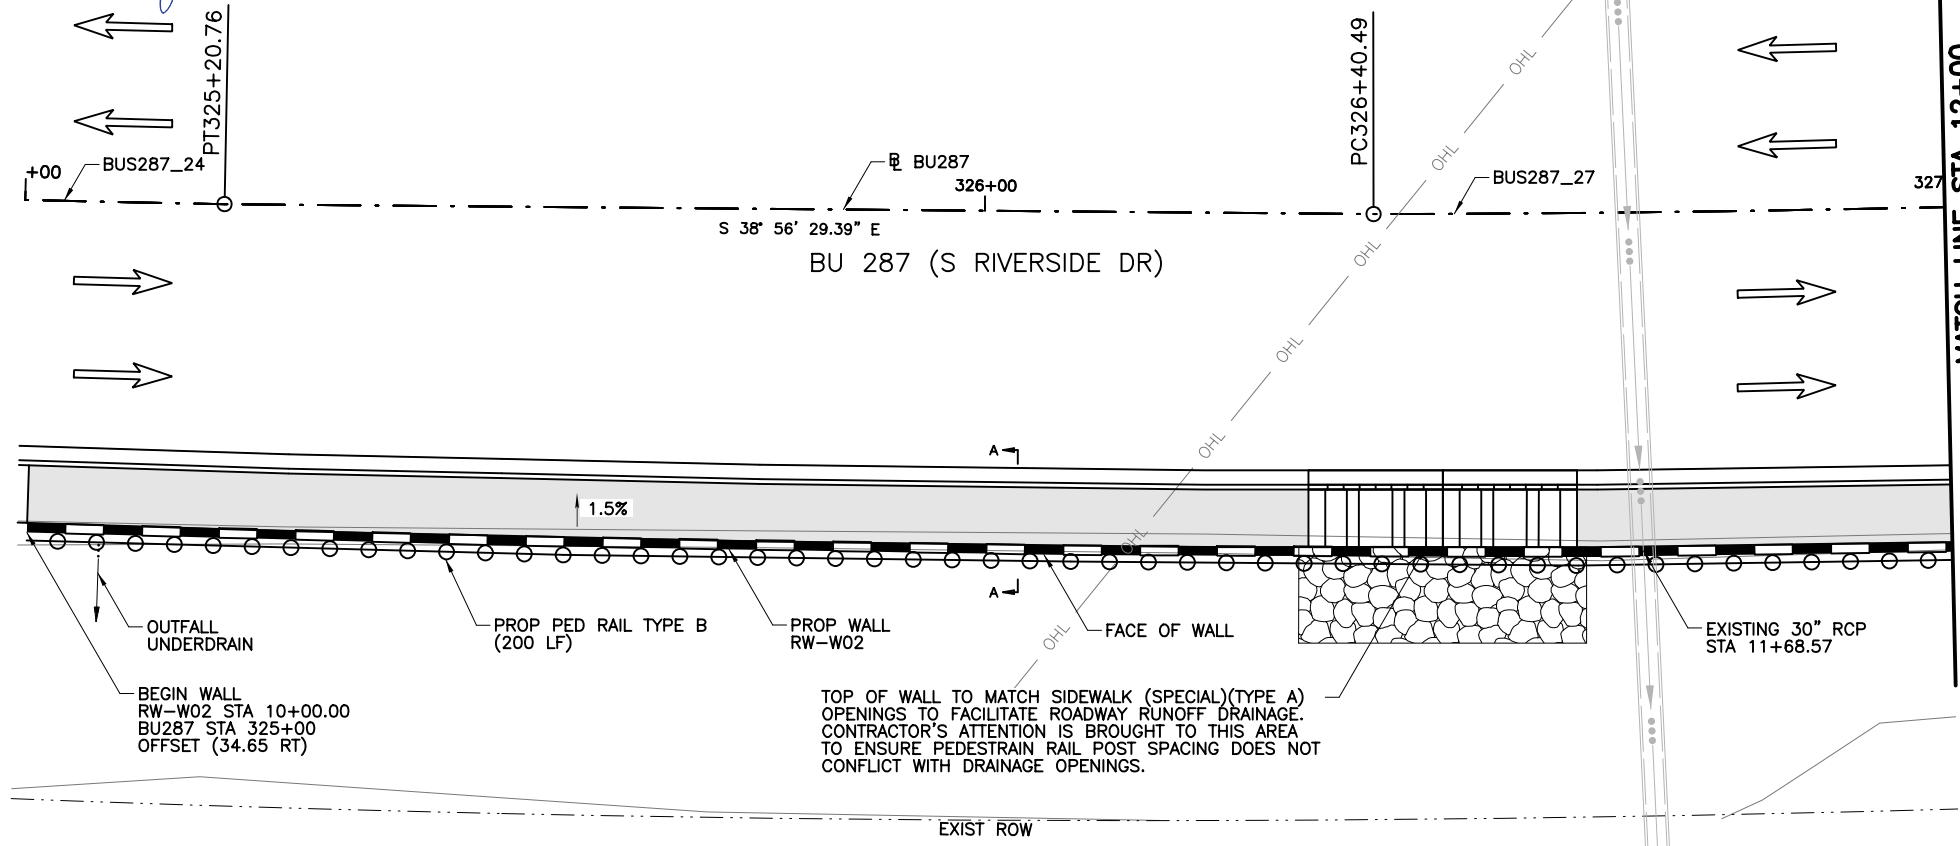 PT325+20.76
PC326+40.49
+00
BUS287_24
BU287
326+00
BUS287_27
327
S 38° 56' 29.39" E
BU 287 (S RIVERSIDE DR)
MATCH LINE STA 12+00
OHL
OHL
OHL
OHL
OHL
OHL
OHL
A
1.5%
A
OUTFALL
UNDERDRAIN
PROP PED RAIL TYPE B
(200 LF)
PROP WALL
RW-W02
FACE OF WALL
EXISTING 30" RCP
STA 11+68.57
BEGIN WALL
RW-W02 STA 10+00.00
BU287 STA 325+00
OFFSET (34.65 RT)
TOP OF WALL TO MATCH SIDEWALK (SPECIAL)(TYPE A)
OPENINGS TO FACILITATE ROADWAY RUNOFF DRAINAGE.
CONTRACTOR'S ATTENTION IS BROUGHT TO THIS AREA
TO ENSURE PEDESTRAIN RAIL POST SPACING DOES NOT
CONFLICT WITH DRAINAGE OPENINGS.
EXIST ROW